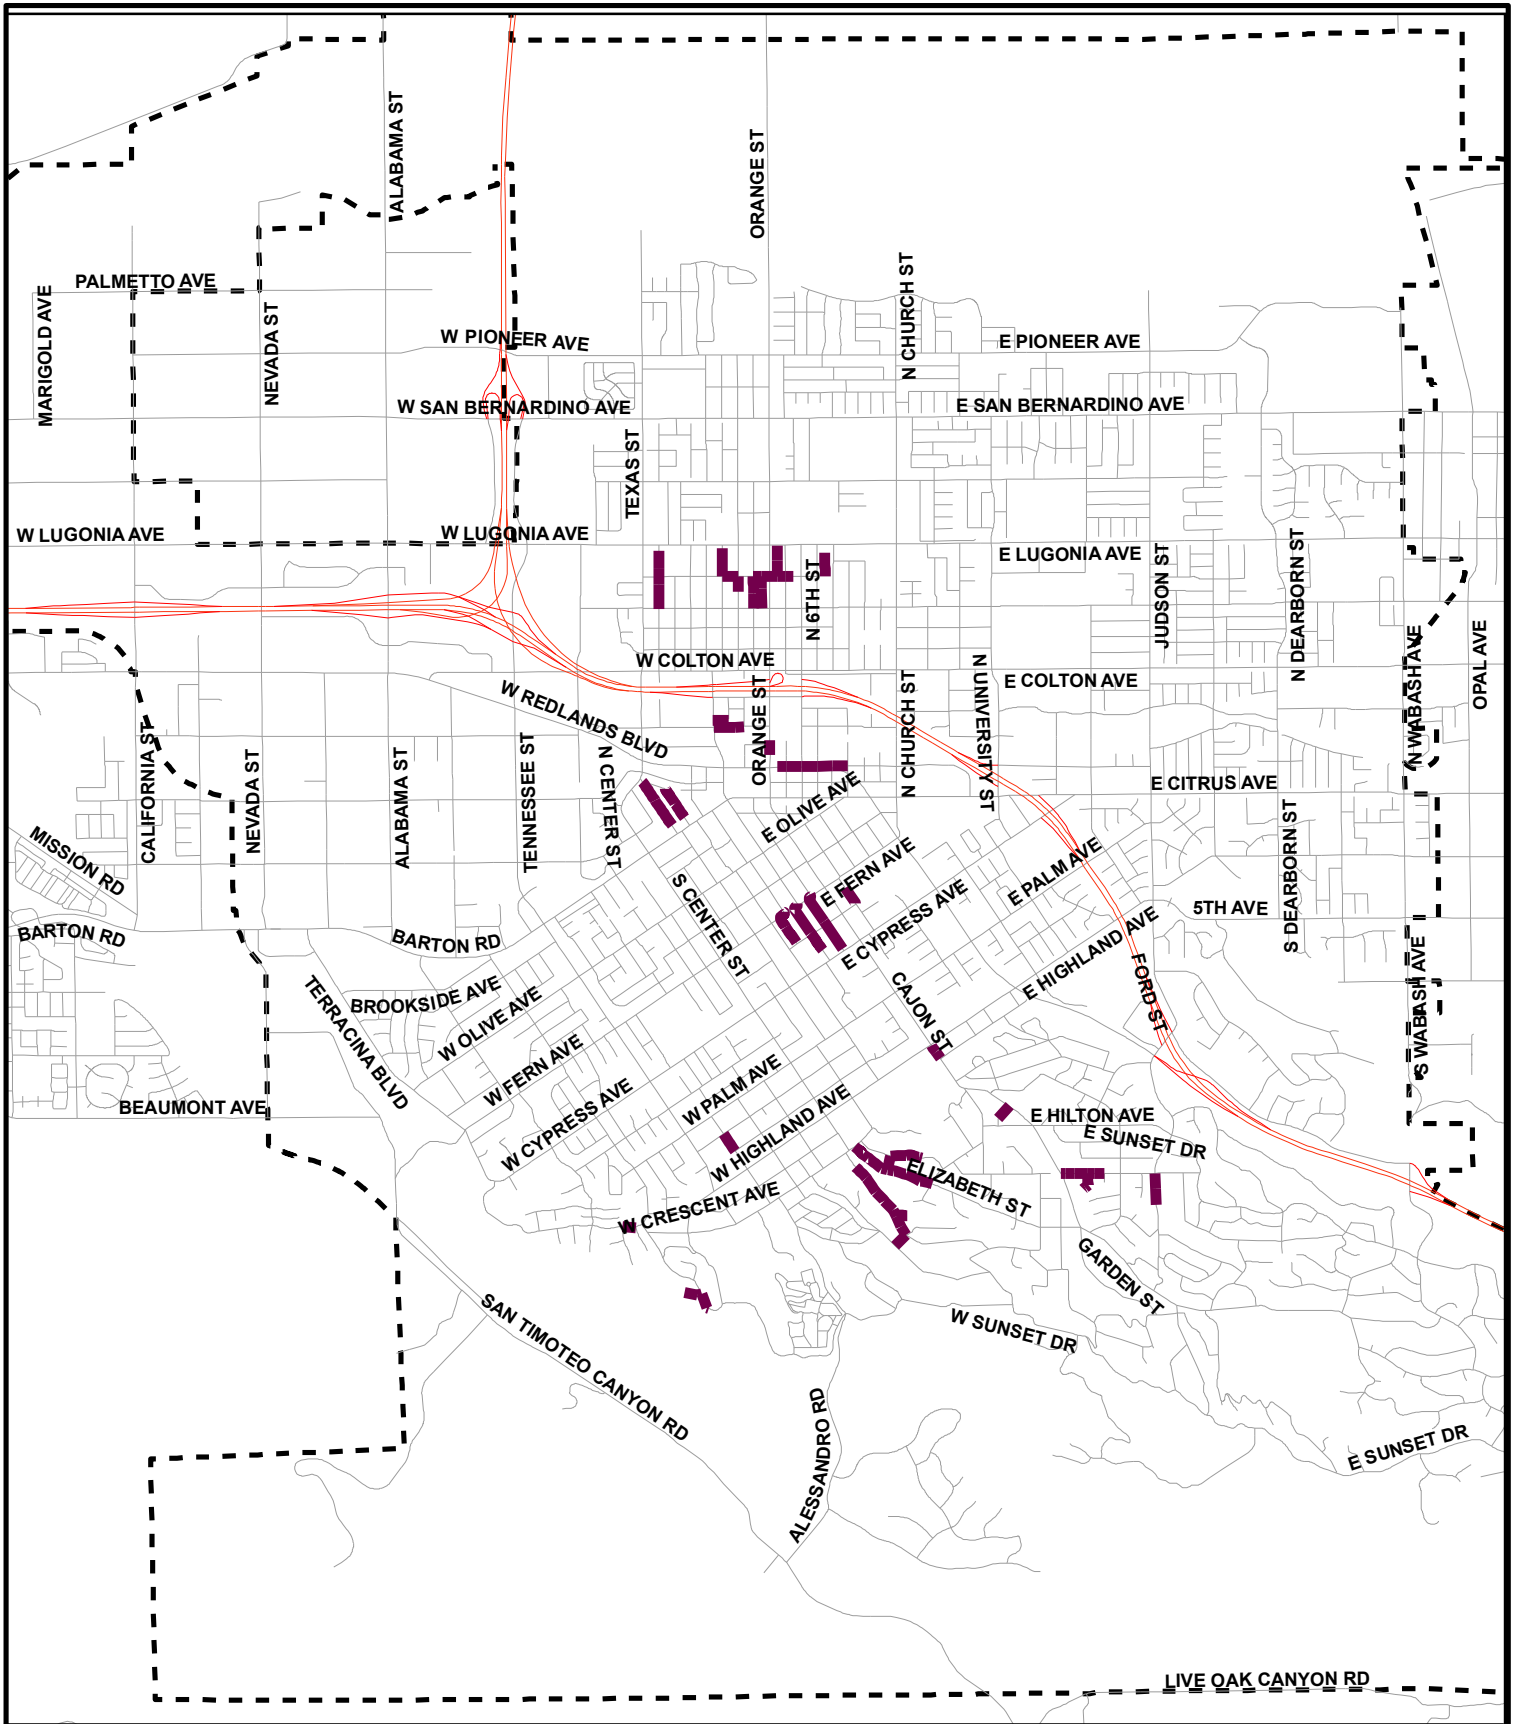 ALABAMA ST
ORANGE ST
PALMETTO AVE
MARIGOLD AVE
NEVADA ST
N CHURCH ST
W PIONEER AVE
E PIONEER AVE
W SAN BERNARDINO AVE
E SAN BERNARDINO AVE
TEXAS ST
W LUGONIA AVE
W LUGONIA AVE
E LUGONIA AVE
N 6TH ST
JUDSON ST
N DEARBORN ST
N WABASH AVE
OPAL AVE
W COLTON AVE
E COLTON AVE
N UNIVERSITY ST
W REDLANDS BLVD
ORANGE ST
N CHURCH ST
CALIFORNIA ST
NEVADA ST
ALABAMA ST
TENNESSEE ST
N CENTER ST
E CITRUS AVE
E OLIVE AVE
S DEARBORN ST
MISSION RD
E FERN AVE
E PALM AVE
E CYPRESS AVE
S CENTER ST
5TH AVE
BARTON RD
BARTON RD
E HIGHLAND AVE
S WABASH AVE
FORD ST
CAJON ST
TERRACINA BLVD
BROOKSIDE AVE
W OLIVE AVE
W FERN AVE
W PALM AVE
W CYPRESS AVE
BEAUMONT AVE
W HIGHLAND AVE
E HILTON AVE
E SUNSET DR
ELIZABETH ST
W CRESCENT AVE
GARDEN ST
SAN TIMOTEO CANYON RD
W SUNSET DR
ALESSANDRO RD
E SUNSET DR
LIVE OAK CANYON RD